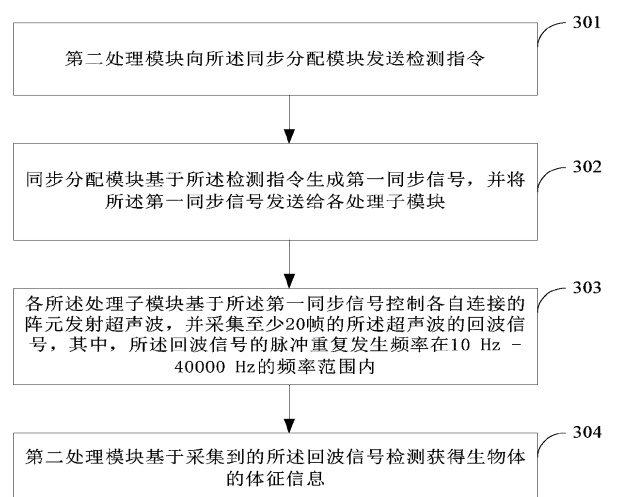 301
第二处理模块向所述同步分配模块发送检测指令
302
同步分配模块基于所述检测指令生成第一同步信号，并将
所述第一同步信号发送给各处理子模块
303
各所述处理子模块基于所述第一同步信号控制各自连接的
阵元发射超声波，并采集至少20帧的所述超声波的回波信
号，其中，所述回波信号的脉冲重复发生频率在10 Hz -
40000 Hz的频率范围内
304
第二处理模块基于采集到的所述回波信号检测获得生物体
的体征信息